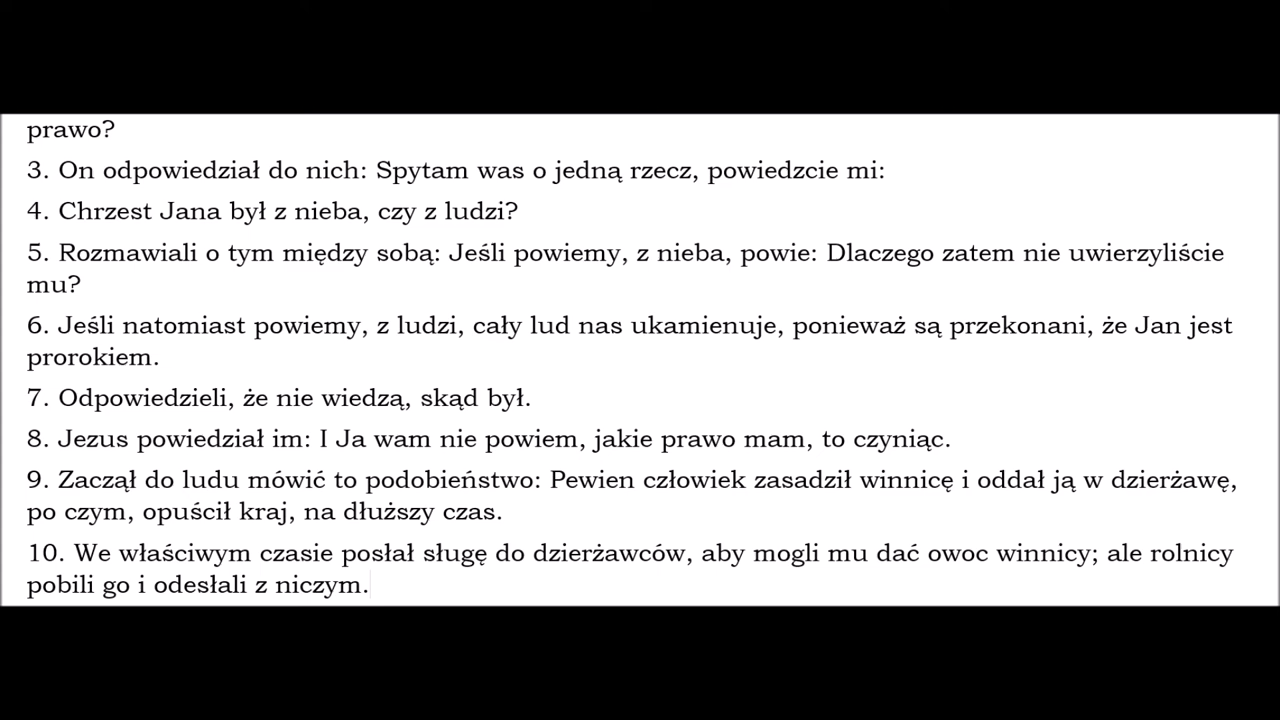 prawo?
3. On odpowiedział do nich: Spytam was o jedną rzecz, powiedzcie mi:
4. Chrzest Jana był z nieba, czy z ludzi?
5. Rozmawiali o tym między sobą: Jeśli powiemy, z nieba, powie: Dlaczego zatem nie uwierzyliście
mu?
6. Jeśli natomiast powiemy, z ludzi, cały lud nas ukamienuje, ponieważ są przekonani, że Jan jest
prorokiem.
7. Odpowiedzieli, że nie wiedzą, skąd był.
8. Jezus powiedział im: I Ja wam nie powiem, jakie prawo mam, to czyniąc.
9. Zaczął do ludu mówić to podobieństwo: Pewien człowiek zasadził winnicę i oddał ją w dzierżawę,
po czym, opuścił kraj, na dłuższy czas.
10. We właściwym czasie posłał sługę do dzierżawców, aby mogli mu dać owoc winnicy; ale rolnicy
pobili go i odesłali z niczym.